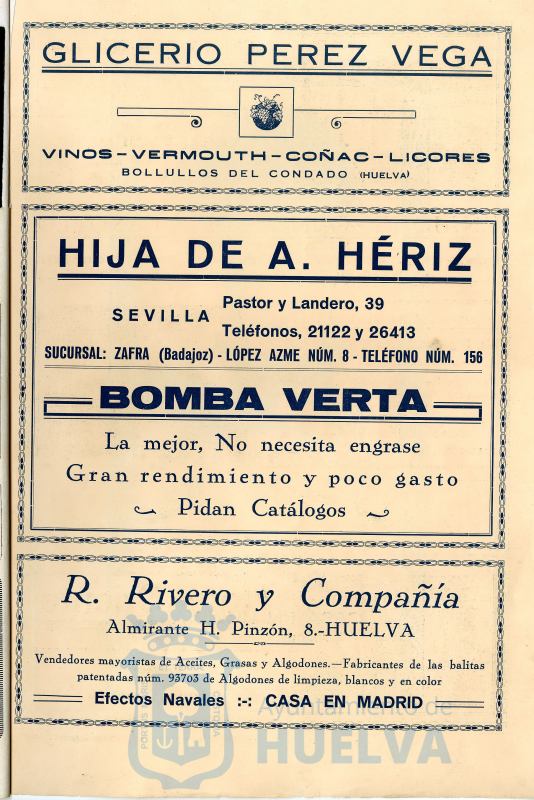 GLICERIO PEREZ VEGA
VINOS-VERMOUTH-COÑAC-LICORES
BOLLULLOS DEL CONDADO (HUELVA)
HIJA DE A. HÉRIZ
SEVILLA Pastor y Landero, 39
Teléfonos, 21122 y 26413
SUCURSAL: ZAFRA (Badajoz) - LÓPEZ AZME NÚM. 8 - TELÉFONO NÚM. 156
BOMBA VERTA
La mejor, No necesita engrase
Gran rendimiento y poco gasto
Pidan Catálogos
R. Rivero y Compañía
Almirante H. Pinzón, 8.-HUELVA
Vendedores mayoristas de Aceites, Grasas y Algodones.—Fabricantes de las balitas
patentadas núm. 93703 de Algodones de limpieza, blancos y en color
Efectos Navales :-: CASA EN MADRID
Ayuntamiento de
HUELVA